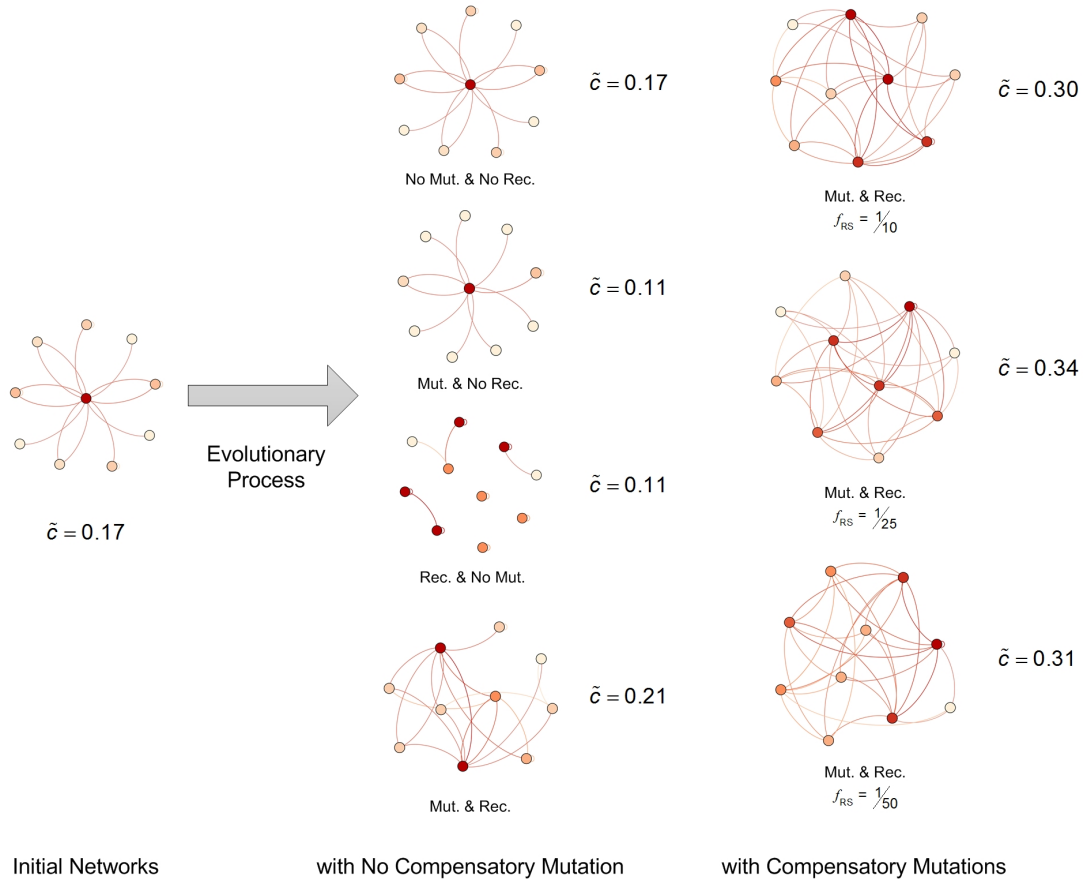 c̃ = 0.17
No Mut. & No Rec.
c̃ = 0.30
Mut. & Rec.
f_RS = 1/10
c̃ = 0.11
Mut. & No Rec.
c̃ = 0.34
Mut. & Rec.
f_RS = 1/25
Evolutionary
Process
c̃ = 0.17
c̃ = 0.11
Rec. & No Mut.
c̃ = 0.21
Mut. & Rec.
c̃ = 0.31
Mut. & Rec.
f_RS = 1/50
Initial Networks
with No Compensatory Mutation
with Compensatory Mutations